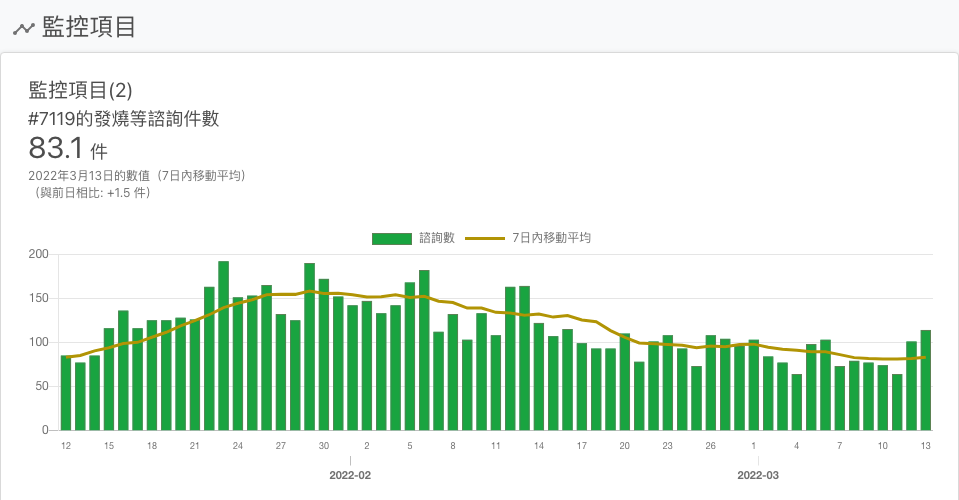 監控項目
監控項目(2)
#7119的發燒等諮詢件數
83.1 件
2022年3月13日的數值（7日內移動平均）
（與前日相比: +1.5 件）
諮詢數 7日內移動平均
200
150
100
50
0
12 15 18 21 24 27 30 2 5 8 11 14 17 20 23 26 1 4 7 10 13
2022-02 2022-03